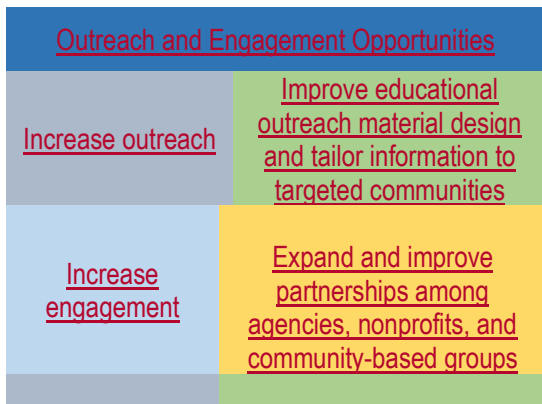 Outreach and Engagement Opportunities
Increase outreach
Improve educational
outreach material design
and tailor information to
targeted communities
Increase
engagement
Expand and improve
partnerships among
agencies, nonprofits, and
community-based groups